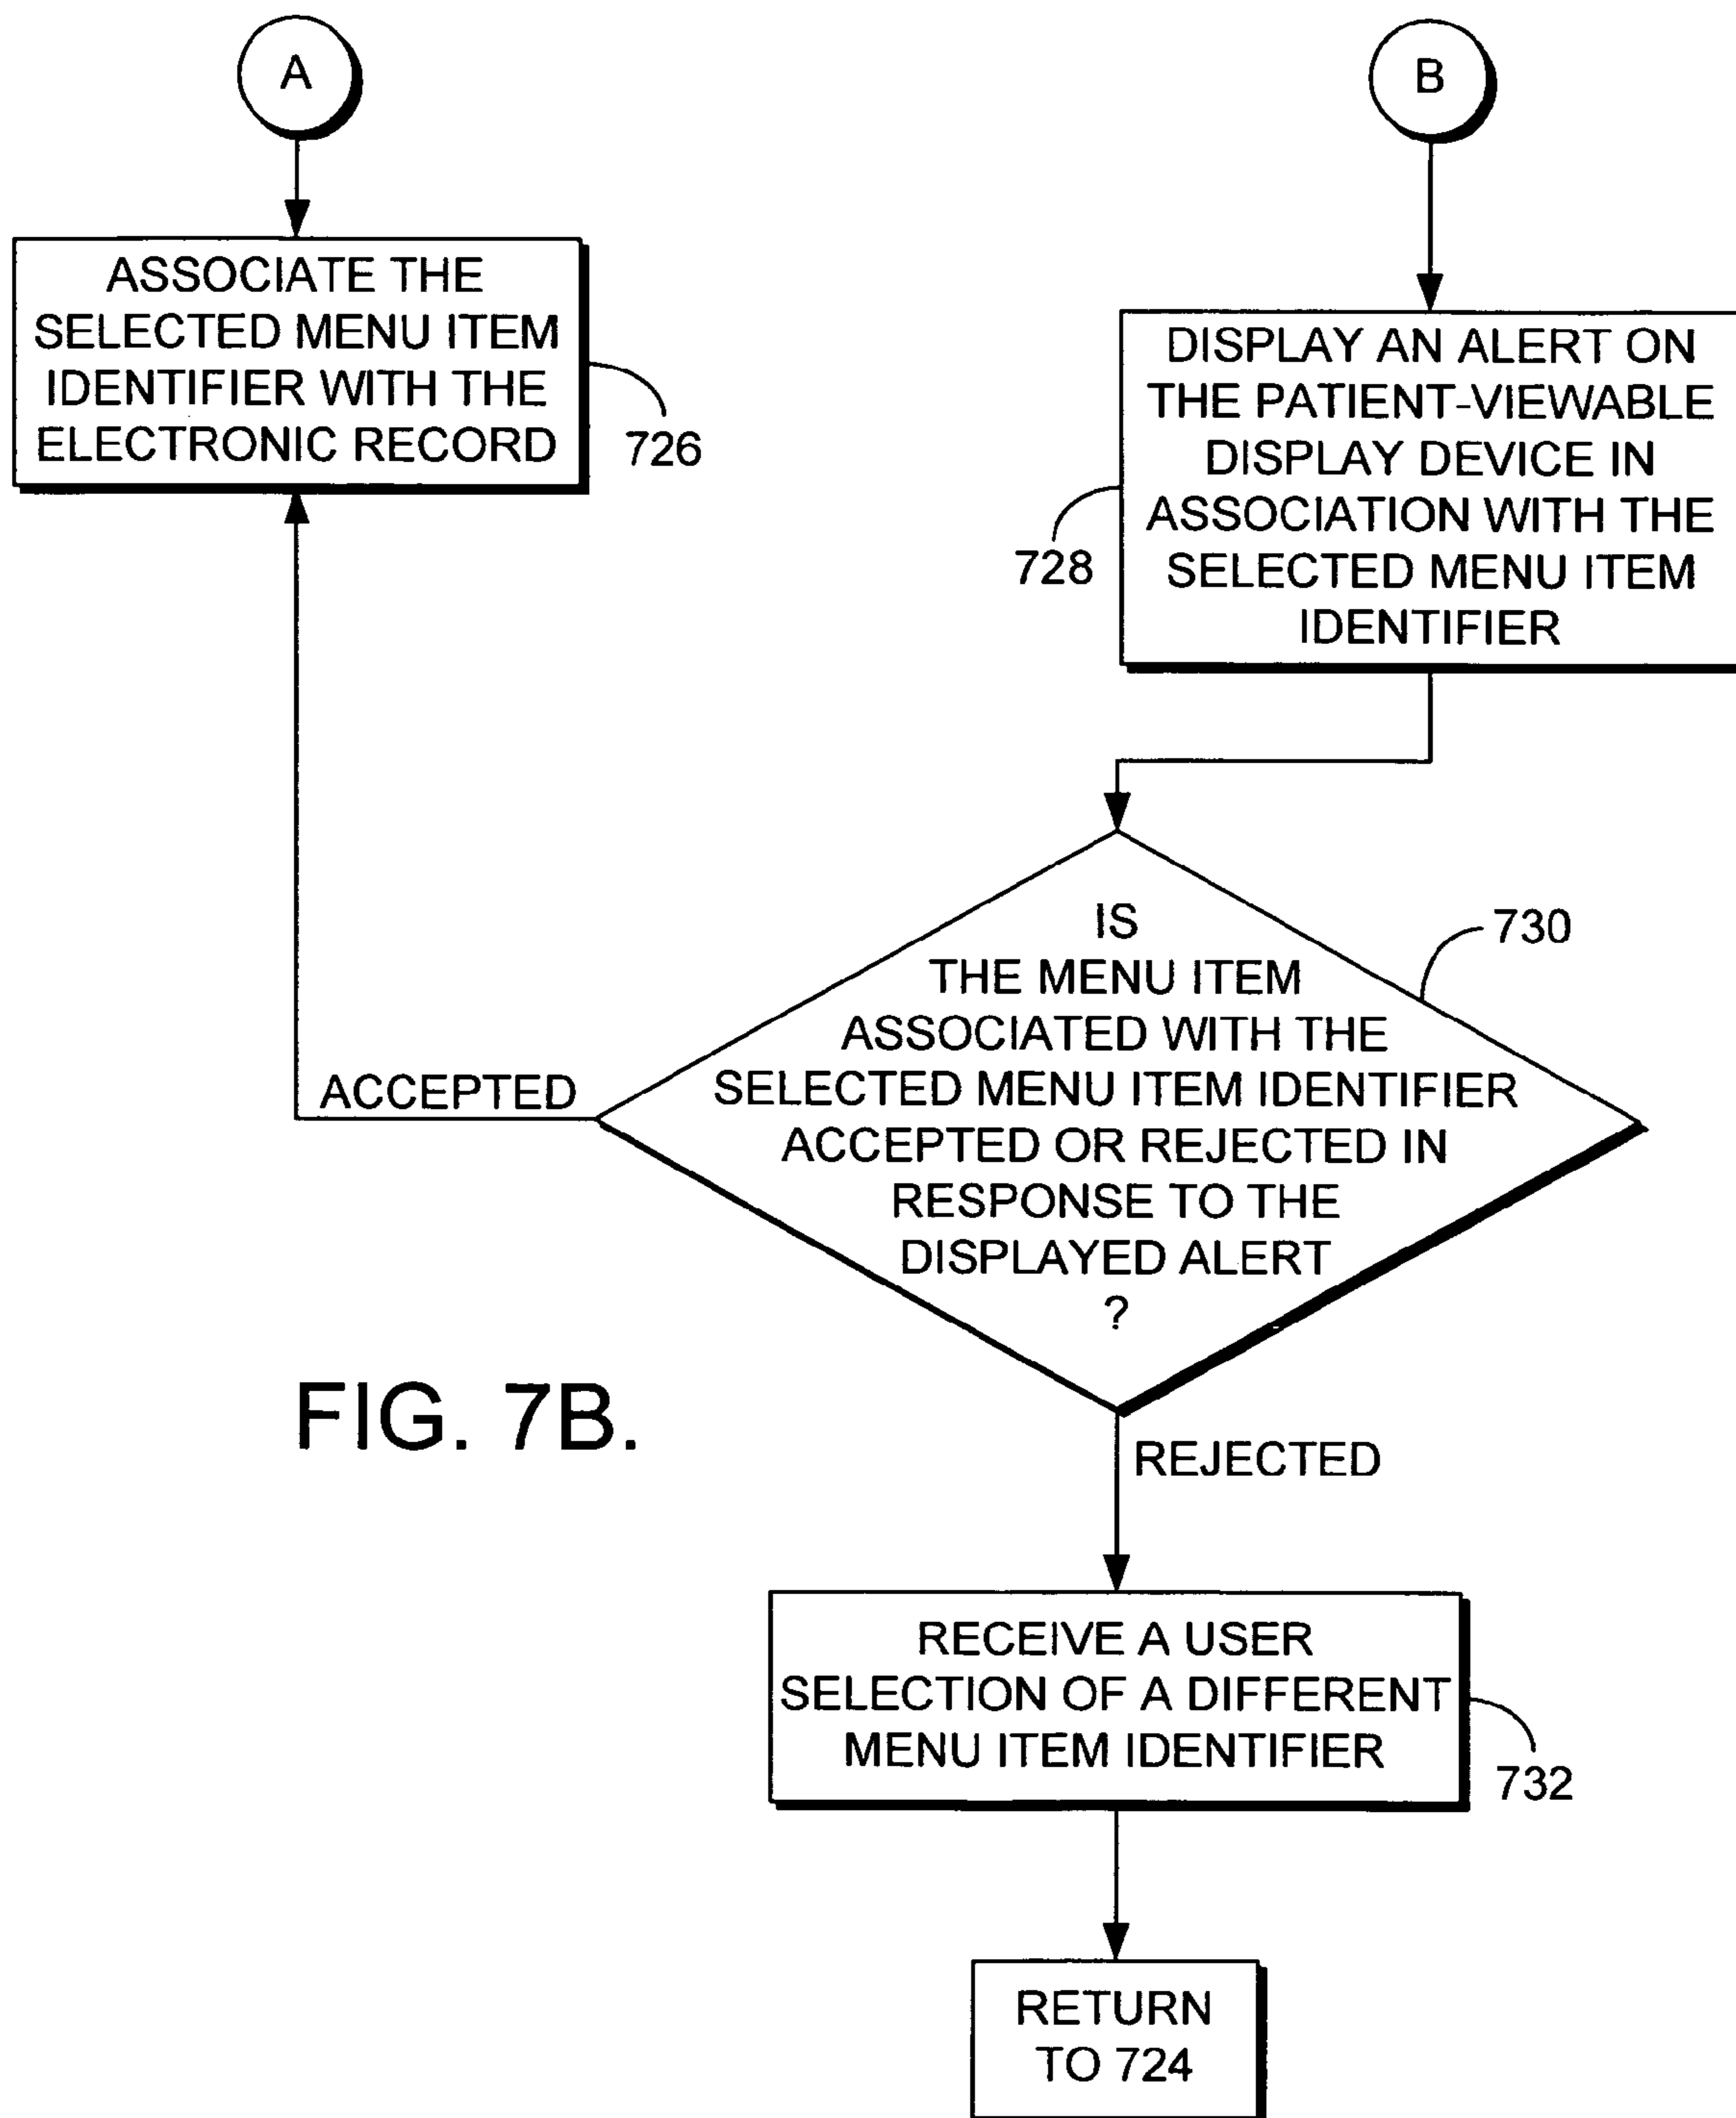 A
ASSOCIATE THE
SELECTED MENU ITEM
IDENTIFIER WITH THE
ELECTRONIC RECORD
726
B
DISPLAY AN ALERT ON
THE PATIENT-VIEWABLE
DISPLAY DEVICE IN
ASSOCIATION WITH THE
SELECTED MENU ITEM
IDENTIFIER
728
IS
THE MENU ITEM
ASSOCIATED WITH THE
SELECTED MENU ITEM IDENTIFIER
ACCEPTED OR REJECTED IN
RESPONSE TO THE
DISPLAYED ALERT
?
730
ACCEPTED
REJECTED
FIG. 7B.
RECEIVE A USER
SELECTION OF A DIFFERENT
MENU ITEM IDENTIFIER
732
RETURN
TO 724